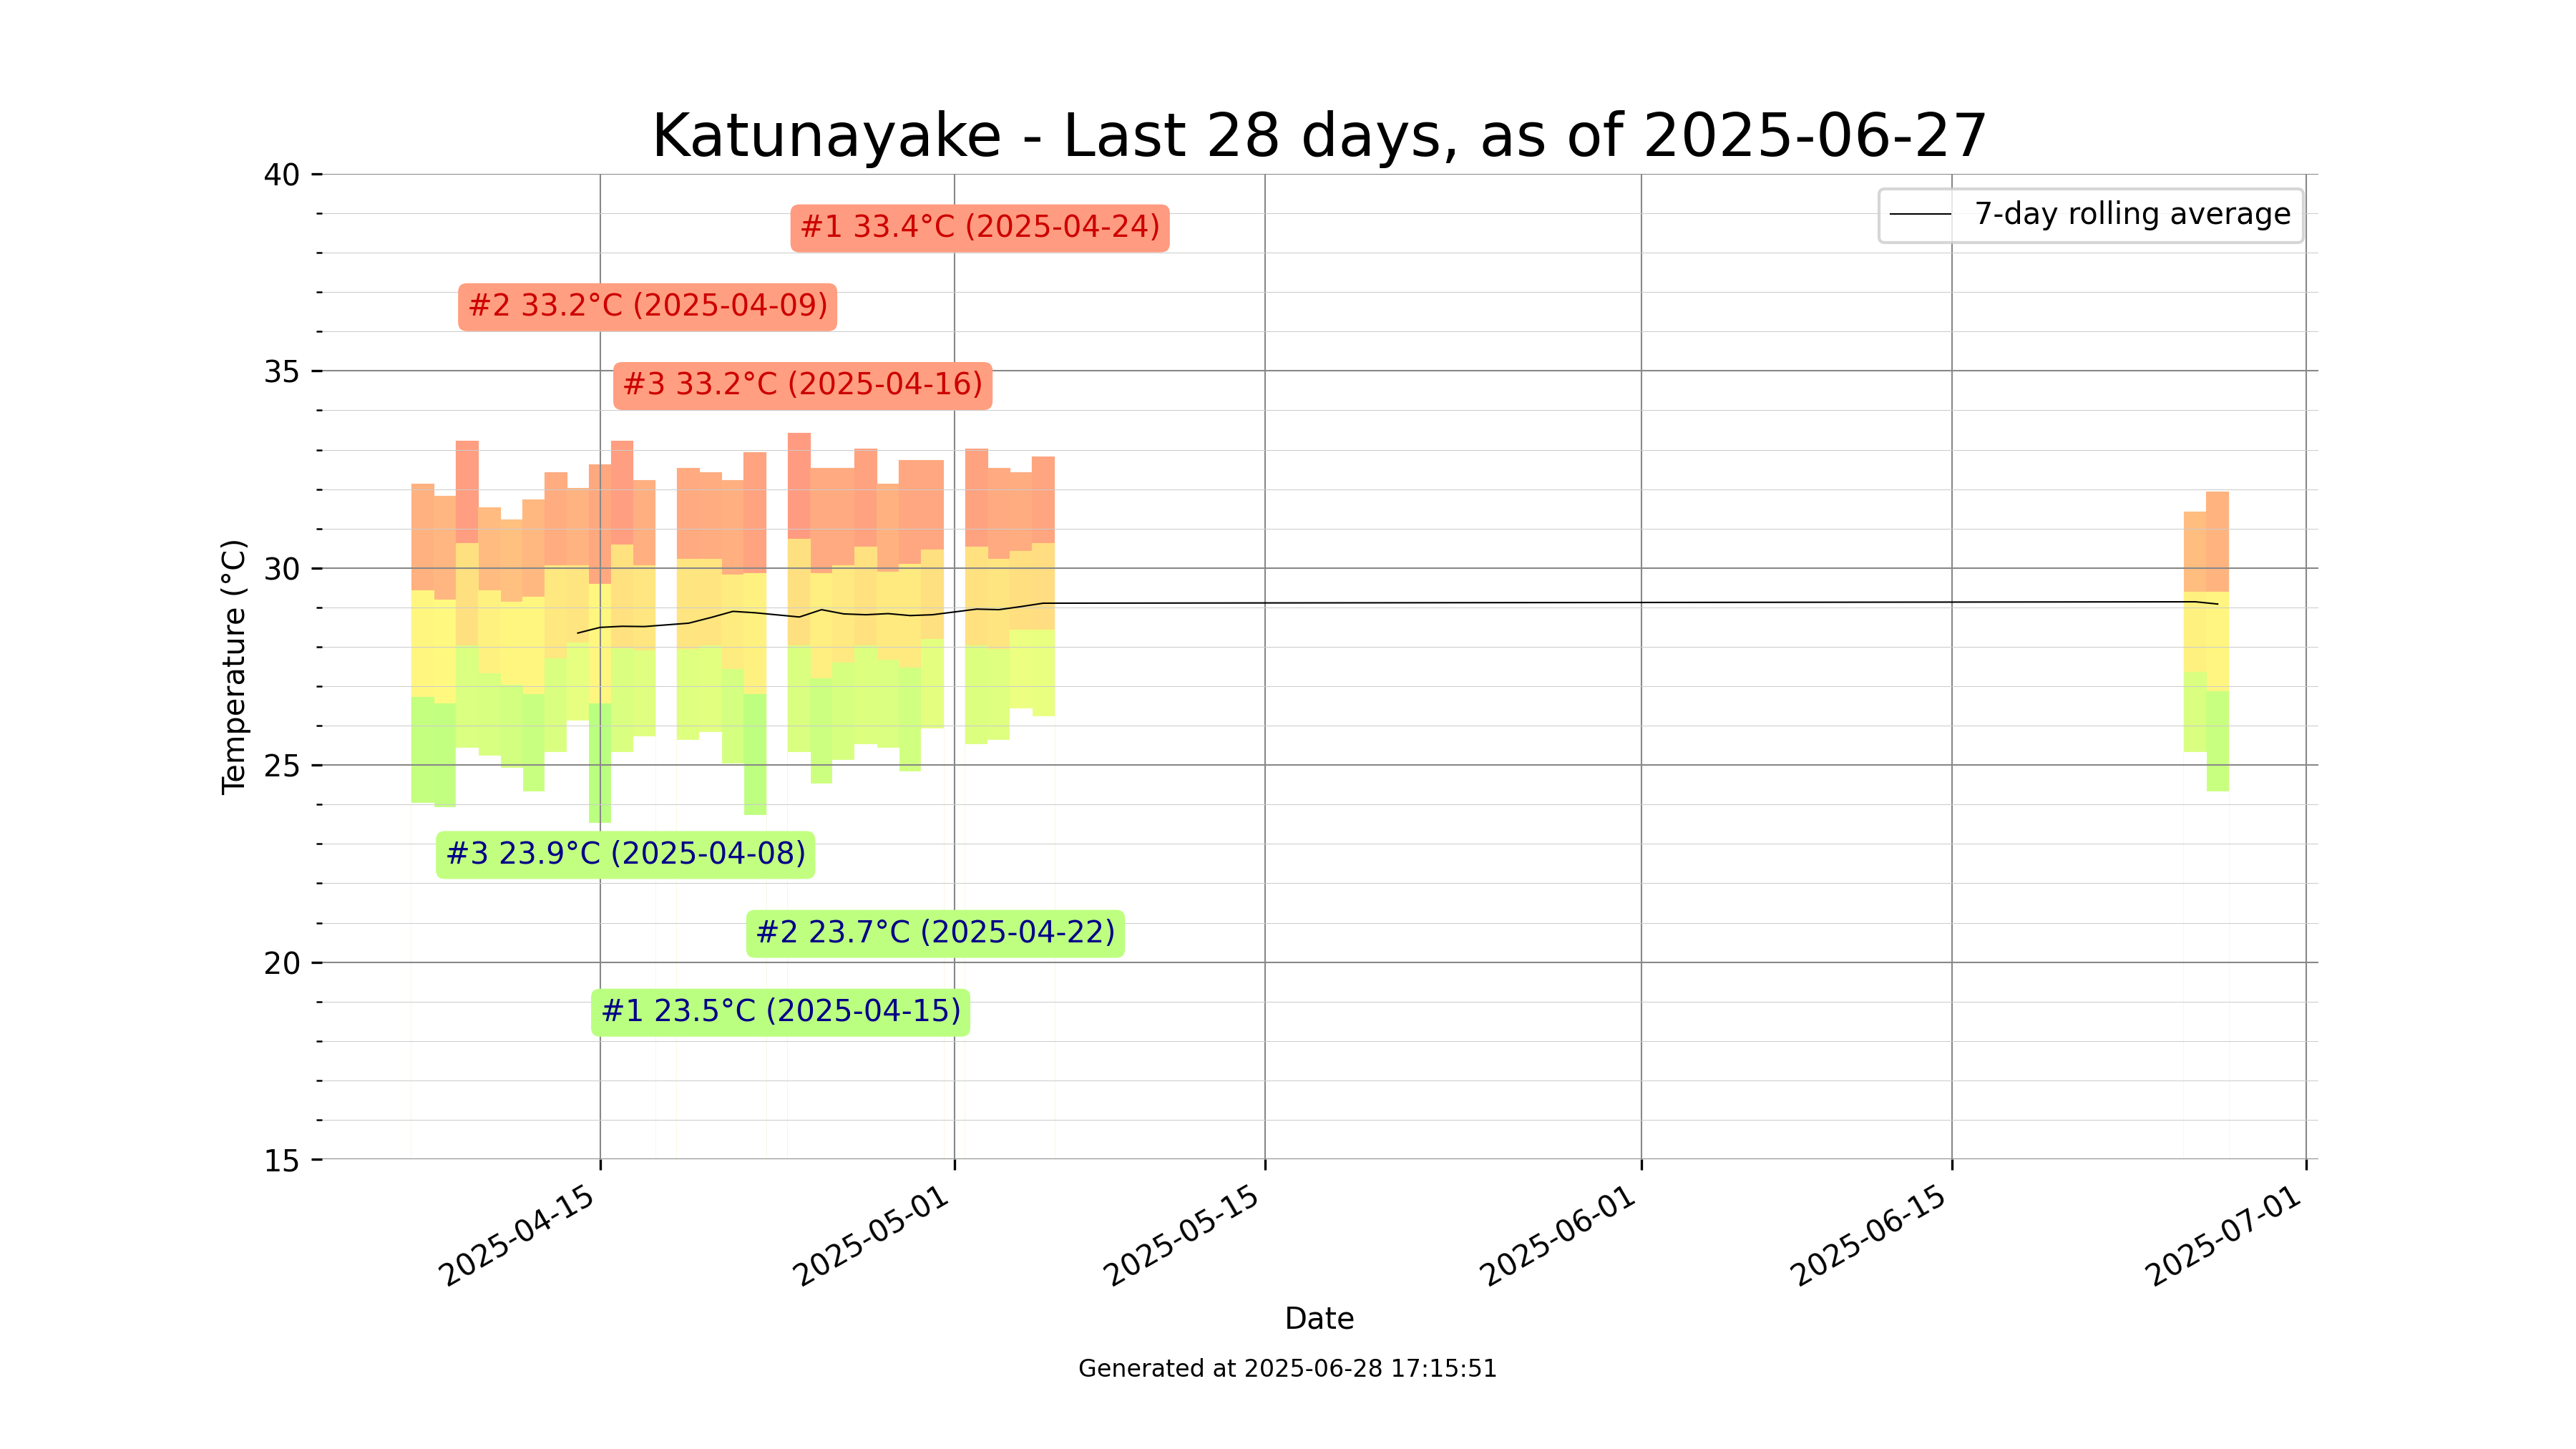 Katunayake - Last 28 days, as of 2025-06-27
7-day rolling average
#1 33.4°C (2025-04-24)
#2 33.2°C (2025-04-09)
#3 33.2°C (2025-04-16)
#3 23.9°C (2025-04-08)
#2 23.7°C (2025-04-22)
#1 23.5°C (2025-04-15)
Temperature (°C)
40
35
30
25
20
15
2025-04-15
2025-05-01
2025-05-15
2025-06-01
2025-06-15
2025-07-01
Date
Generated at 2025-06-28 17:15:51